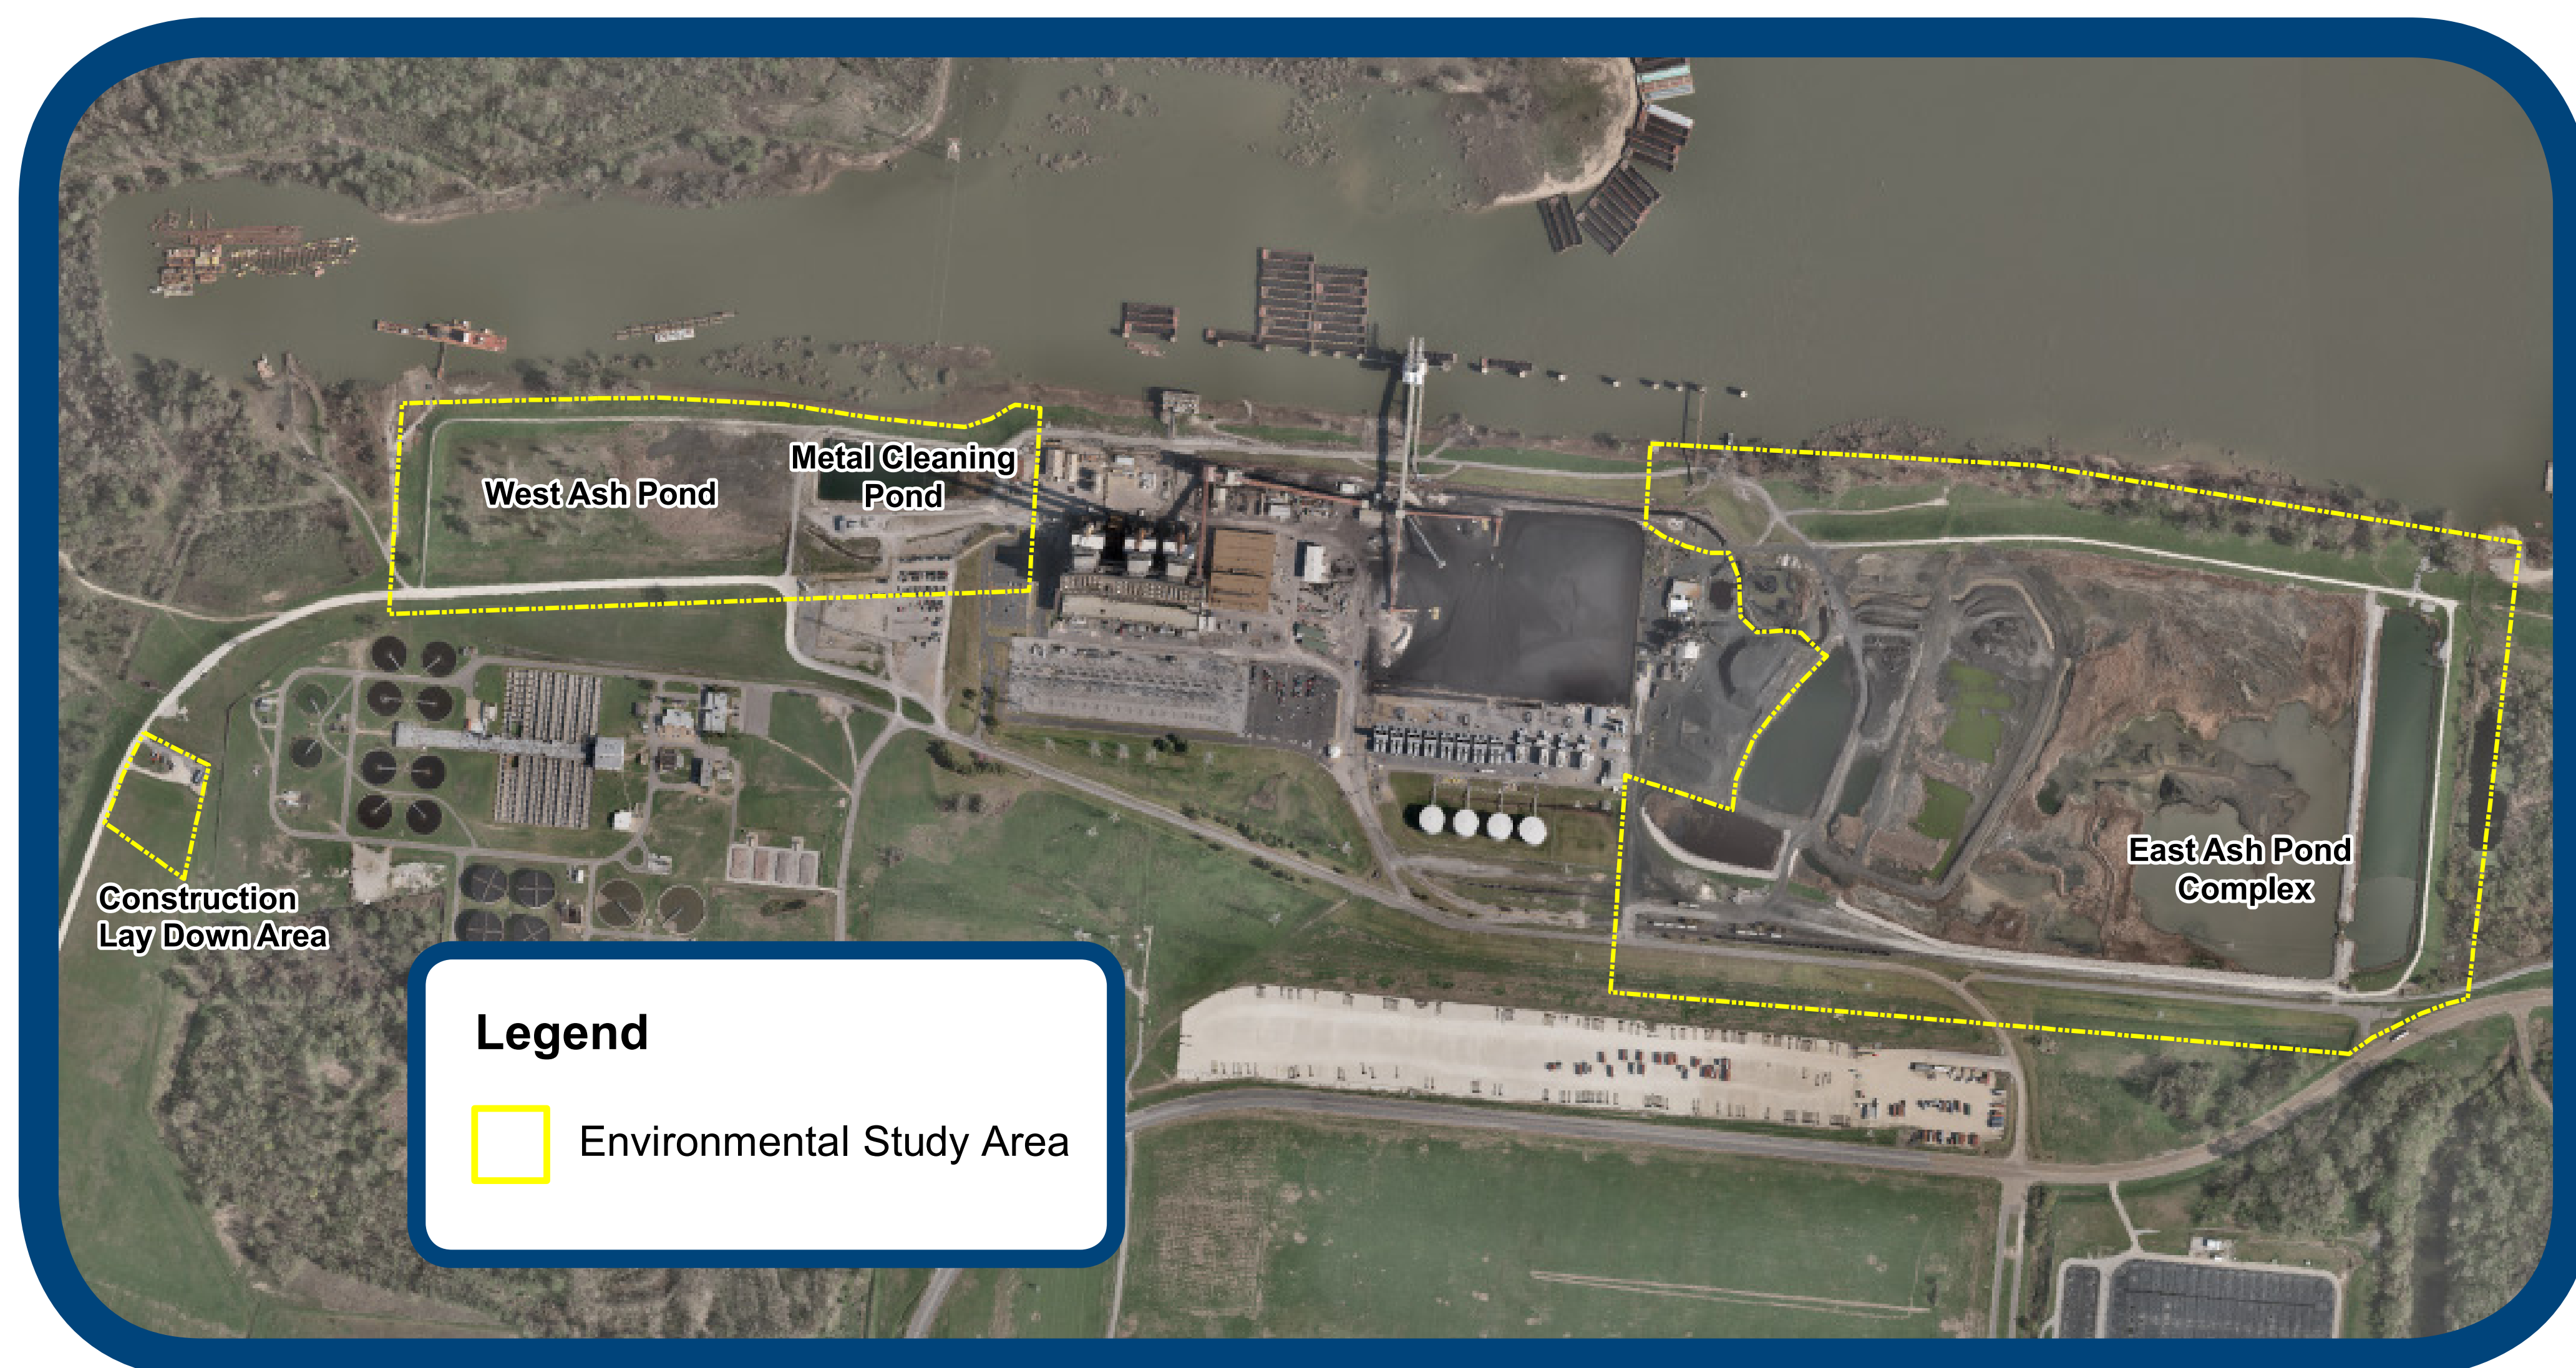 Metal Cleaning
Pond
West Ash Pond
East Ash Pond
Complex
Construction
Lay Down Area
Legend
Environmental Study Area